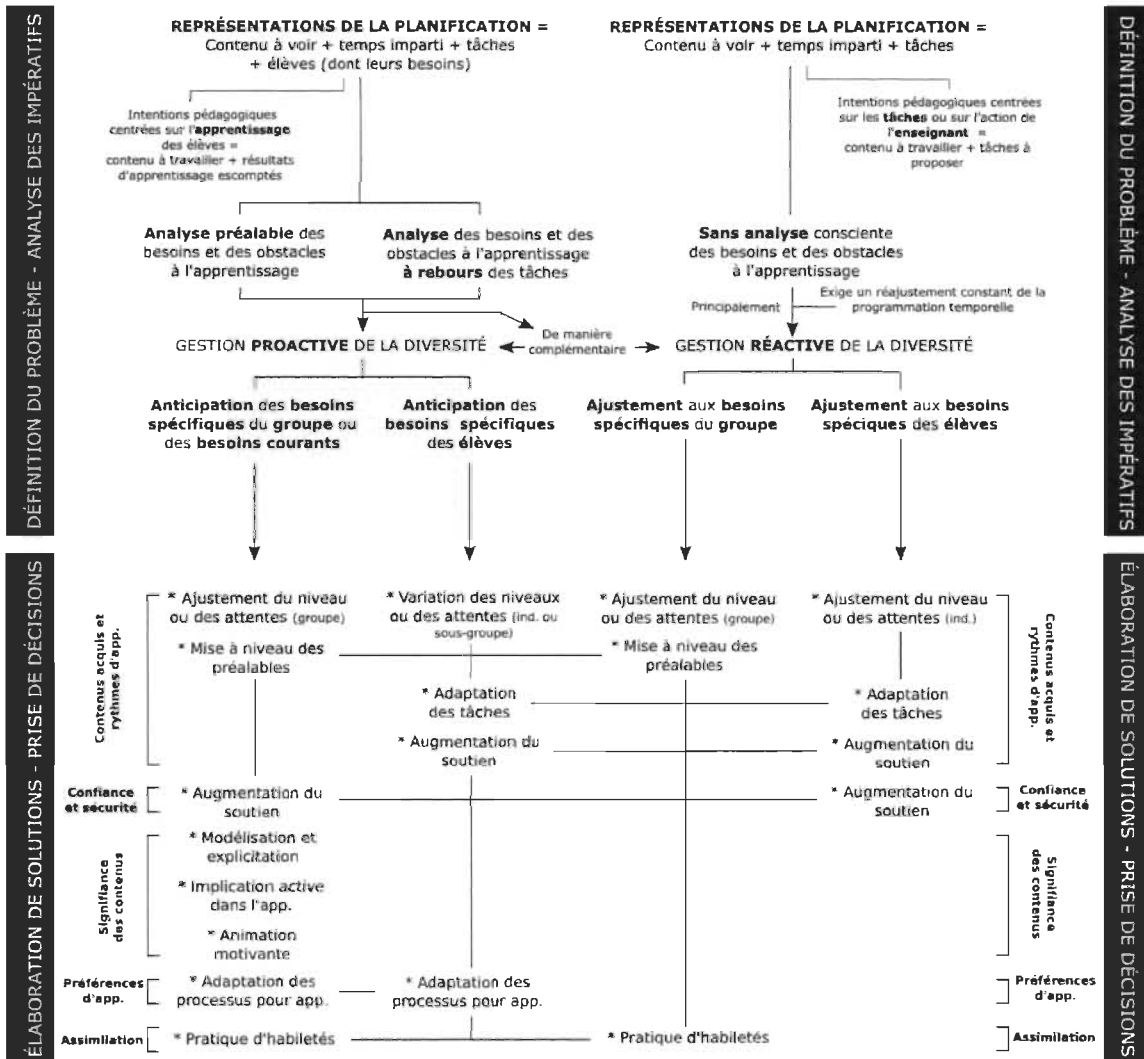 DÉFINITION DU PROBLÈME - ANALYSE DES IMPÉRATIFS
REPRÉSENTATIONS DE LA PLANIFICATION =
Contenu à voir + temps imparti + tâches
+ élèves (dont leurs besoins)
REPRÉSENTATIONS DE LA PLANIFICATION =
Contenu à voir + temps imparti + tâches
DÉFINITION DU PROBLÈME - ANALYSE DES IMPÉRATIFS
Intentions pédagogiques
centrées sur l'apprentissage
des élèves =
contenu à travailler + résultats
d'apprentissage escomptés
Intentions pédagogiques centrées
sur les tâches ou sur l'action de
l'enseignant =
contenu à travailler + tâches à
proposer
Analyse préalable des
besoins et des obstacles
à l'apprentissage
Analyse des besoins et des
obstacles à l'apprentissage
à rebours des tâches
Sans analyse consciente
des besoins et des obstacles
à l'apprentissage
Principalement
Exige un réajustement constant de la
programmation temporelle
GESTION PROACTIVE DE LA DIVERSITÉ
De manière
complémentaire
GESTION RÉACTIVE DE LA DIVERSITÉ
Anticipation des besoins
spécifiques du groupe ou
des besoins courants
Anticipation des
besoins spécifiques
des élèves
Ajustement aux besoins
spécifiques du groupe
Ajustement aux besoins
spéciques des élèves
ÉLABORATION DE SOLUTIONS - PRISE DE DÉCISIONS
Contenus acquis et
rythmes d'app.
* Ajustement du niveau
ou des attentes (groupe)
* Mise à niveau des
préalables
* Variation des niveaux
ou des attentes (ind. ou
sous-groupe)
* Adaptation
des tâches
* Augmentation du
soutien
* Ajustement du niveau
ou des attentes (groupe)
* Mise à niveau des
préalables
* Ajustement du niveau
ou des attentes (ind.)
* Adaptation
des tâches
* Augmentation du
soutien
Contenus acquis et
rythmes d'app.
Confiance
et sécurité
* Augmentation du
soutien
* Augmentation du
soutien
Confiance
et sécurité
Signifiance
des contenus
* Modélisation et
explicitation
* Implication active
dans l'app.
* Animation
motivante
Signifiance
des contenus
Préférences
d'app.
* Adaptation des
processus pour app.
* Adaptation des
processus pour app.
Préférences
d'app.
Assimilation
* Pratique d'habiletés
* Pratique d'habiletés
Assimilation
ÉLABORATION DE SOLUTIONS - PRISE DE DÉCISIONS